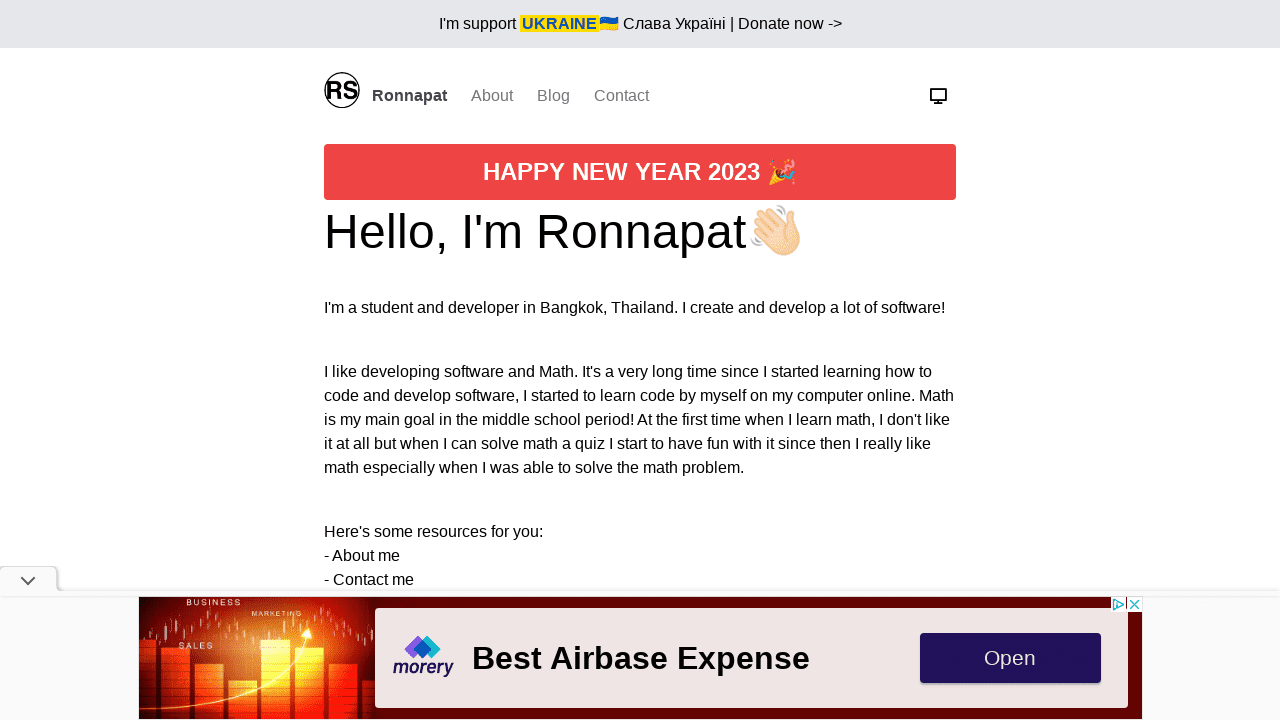 I'm support UKRAINE🇺🇦 Слава Україні | Donate now ->
RS Ronnapat About Blog Contact
HAPPY NEW YEAR 2023 🎉
Hello, I'm Ronnapat👋🏻
I'm a student and developer in Bangkok, Thailand. I create and develop a lot of software!
I like developing software and Math. It's a very long time since I started learning how to
code and develop software, I started to learn code by myself on my computer online. Math
is my main goal in the middle school period! At the first time when I learn math, I don't like
it at all but when I can solve math a quiz I start to have fun with it since then I really like
math especially when I was able to solve the math problem.
Here's some resources for you:
- About me
- Contact me
BUSINESS
MARKETING
SALES
morery
Best Airbase Expense
Open